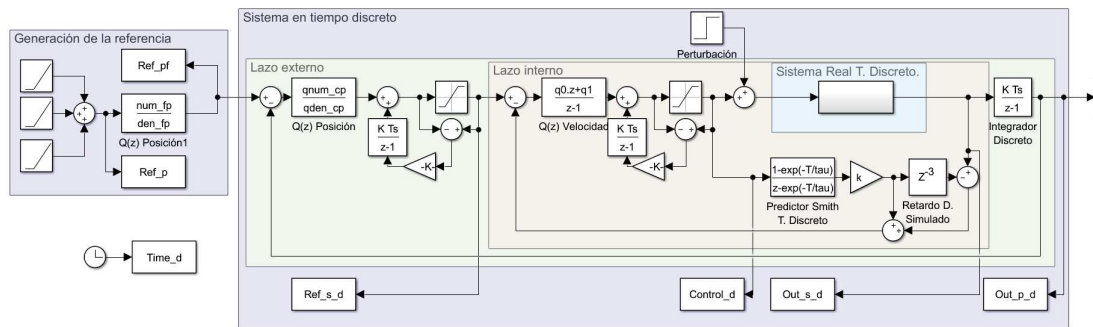 Sistema en tiempo discreto
Generación de la referencia
Ref_pf
num_fp
den_fp
Q(z) Posición1
Ref_p
Time_d
Lazo externo
qnum_cp
qden_cp
Q(z) Posición
K Ts
z-1
-K-
Lazo interno
q0.z+q1
z-1
Q(z) Velocidad
K Ts
z-1
-K-
Perturbación
Sistema Real T. Discreto.
K Ts
z-1
Integrador
Discreto
1-exp(-T/tau)
z-exp(-T/tau)
Predictor Smith
T. Discreto
k
Z-3
Retardo D.
Simulado
Ref_s_d
Control_d
Out_s_d
Out_p_d